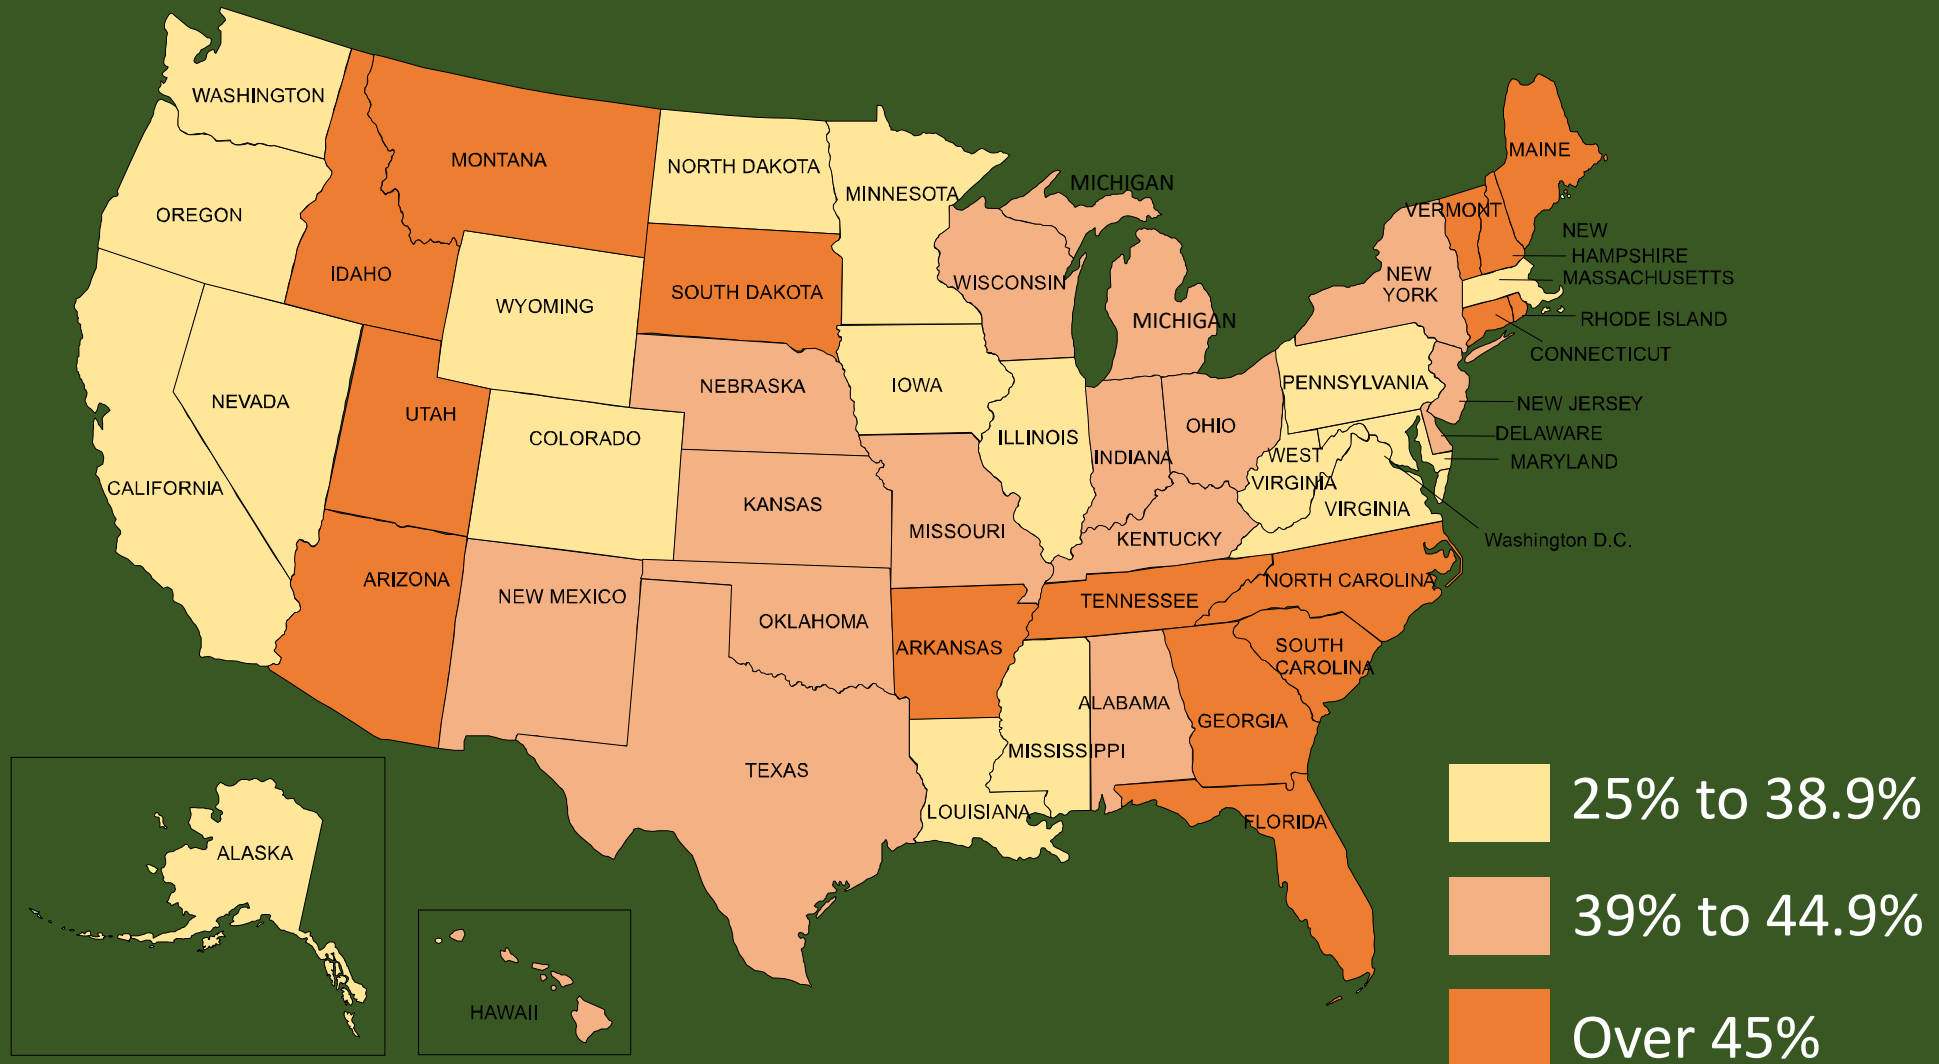 WASHINGTON
MONTANA
NORTH DAKOTA
MINNESOTA
MICHIGAN
MAINE
OREGON
IDAHO
WYOMING
SOUTH DAKOTA
WISCONSIN
MICHIGAN
VERMONT
NEW
HAMPSHIRE
MASSACHUSETTS
NEW
YORK
RHODE ISLAND
CONNECTICUT
NEVADA
UTAH
COLORADO
NEBRASKA
IOWA
ILLINOIS
INDIANA
OHIO
PENNSYLVANIA
NEW JERSEY
DELAWARE
MARYLAND
CALIFORNIA
KANSAS
MISSOURI
KENTUCKY
WEST
VIRGINIA
VIRGINIA
Washington D.C.
ARIZONA
NEW MEXICO
OKLAHOMA
ARKANSAS
TENNESSEE
NORTH CAROLINA
SOUTH
CAROLINA
TEXAS
LOUISIANA
MISSISSIPPI
ALABAMA
GEORGIA
FLORIDA
ALASKA
HAWAII
25% to 38.9%
39% to 44.9%
Over 45%